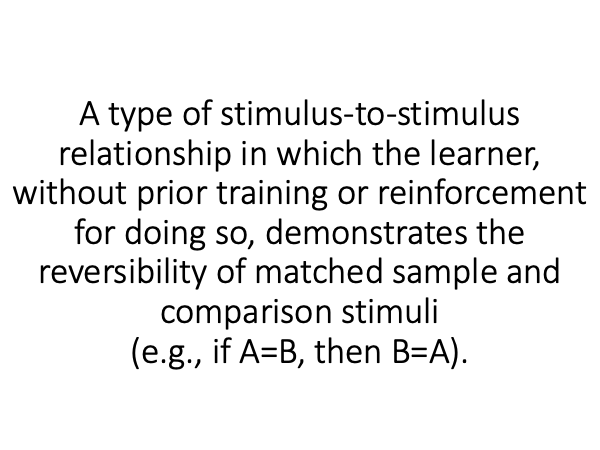 A type of stimulus-to-stimulus
relationship in which the learner,
without prior training or reinforcement
for doing so, demonstrates the
reversibility of matched sample and
comparison stimuli
(e.g., if A=B, then B=A).